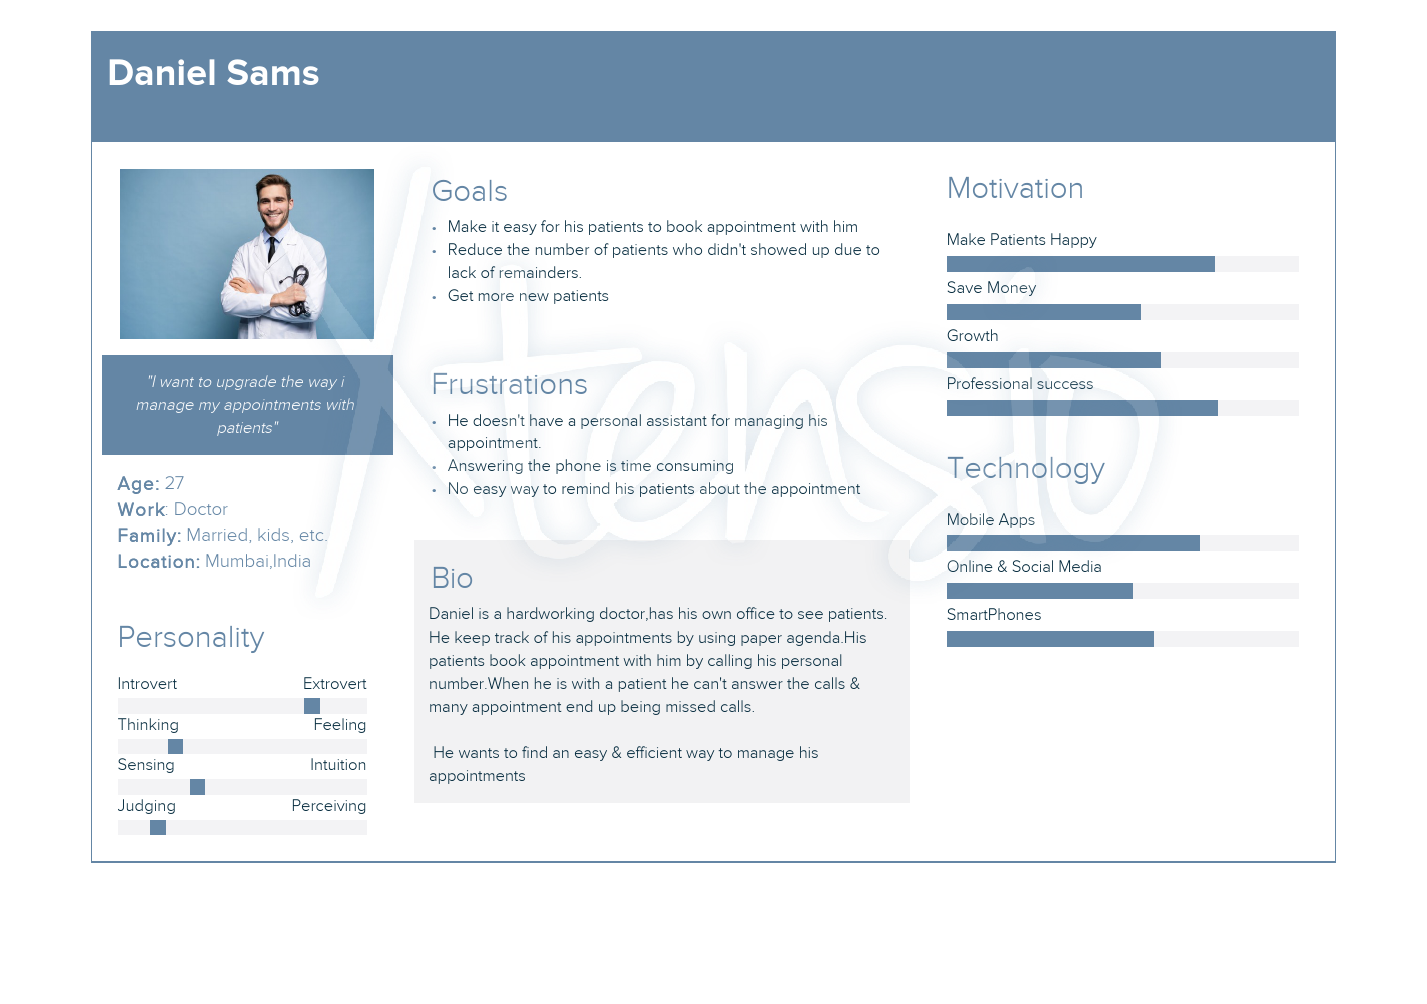 Daniel Sams
"I want to upgrade the way i
manage my appointments with
patients"
Age: 27
Work: Doctor
Family: Married, kids, etc.
Location: Mumbai,India
Personality
Introvert Extrovert
Thinking Feeling
Sensing Intuition
Judging Perceiving
Goals
• Make it easy for his patients to book appointment with him
• Reduce the number of patients who didn't showed up due to
lack of remainders.
• Get more new patients
Frustrations
• He doesn't have a personal assistant for managing his
appointment.
• Answering the phone is time consuming
• No easy way to remind his patients about the appointment
Bio
Daniel is a hardworking doctor,has his own office to see patients.
He keep track of his appointments by using paper agenda.His
patients book appointment with him by calling his personal
number.When he is with a patient he can't answer the calls &
many appointment end up being missed calls.
He wants to find an easy & efficient way to manage his
appointments
Motivation
Make Patients Happy
Save Money
Growth
Professional success
Technology
Mobile Apps
Online & Social Media
SmartPhones
Xtensio